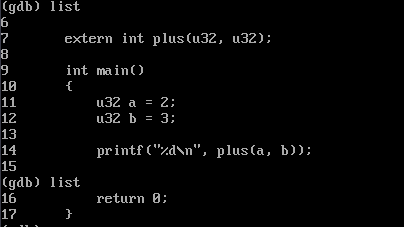 (gdb) list
6
7       extern int plus(u32, u32);
8
9       int main()
10      {
11          u32 a = 2;
12          u32 b = 3;
13
14          printf("%d\n", plus(a, b));
15
(gdb) list
16          return 0;
17      }